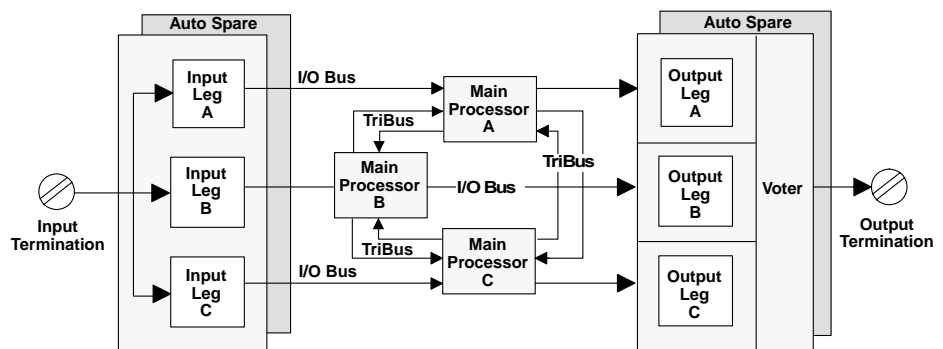 Auto Spare
Auto Spare
Input
Leg
A
I/O Bus
Main
Processor
A
Output
Leg
A
TriBus
TriBus
Input
Leg
B
Main
Processor
B
I/O Bus
Output
Leg
B
Voter
Input
Termination
Output
Termination
TriBus
Main
Processor
C
Input
Leg
C
I/O Bus
Output
Leg
C